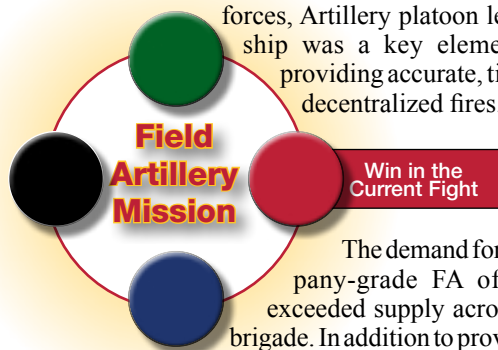 forces, Artillery platoon le
ship was a key eleme
providing accurate, ti
decentralized fires
Field
Artillery
Mission
Win in the
Current Fight
The demand for
pany-grade FA of
exceeded supply acro
brigade. In addition to prov